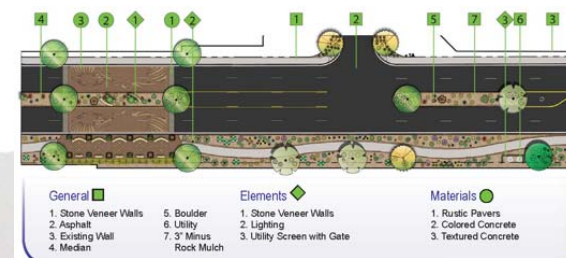 4 3 2 1 1 2 1 2 5 7 3 6 3
General Elements Materials
1. Stone Veneer Walls
2. Asphalt
3. Existing Wall
4. Median
5. Boulder
6. Utility
7. 3" Minus
Rock Mulch
1. Stone Veneer Walls
2. Lighting
3. Utility Screen with Gate
1. Rustic Pavers
2. Colored Concrete
3. Textured Concrete